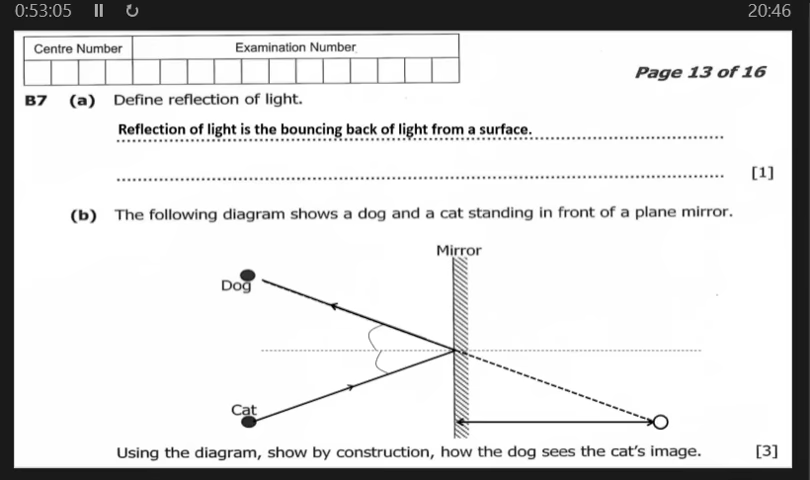 0:53:05
20:46
Centre Number
Examination Number
Page 13 of 16
B7 (a) Define reflection of light.
Reflection of light is the bouncing back of light from a surface.
[1]
(b) The following diagram shows a dog and a cat standing in front of a plane mirror.
Mirror
Dog
Cat
Using the diagram, show by construction, how the dog sees the cat's image. [3]